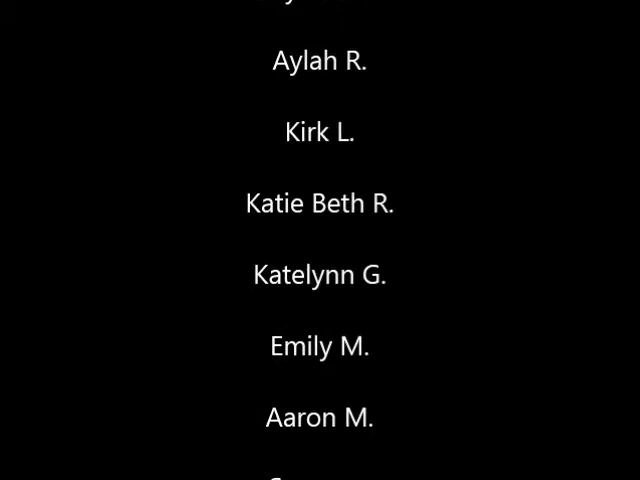 Aylah R.
Kirk L.
Katie Beth R.
Katelynn G.
Emily M.
Aaron M.